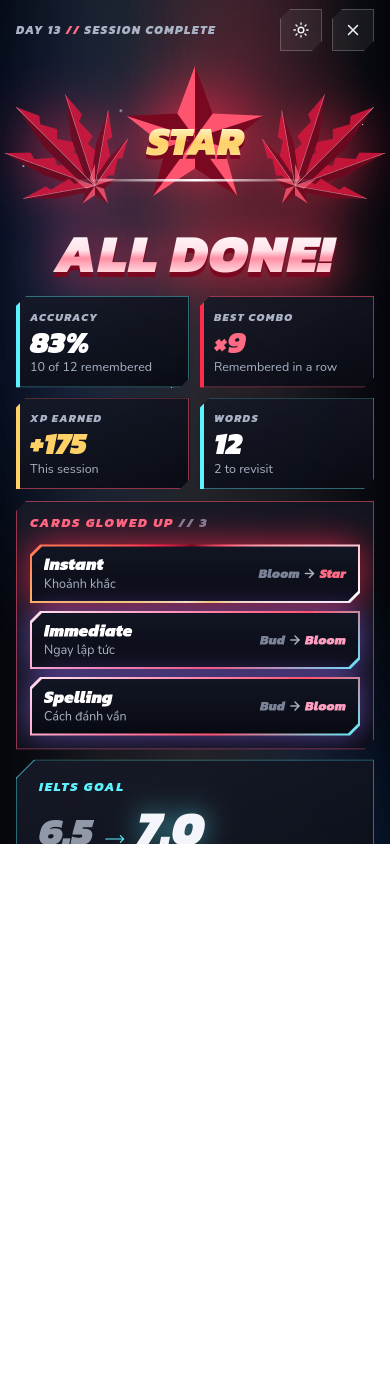 DAY 13 // SESSION COMPLETE
STAR
ALL DONE!
ACCURACY
83%
10 of 12 remembered
BEST COMBO
×9
Remembered in a row
XP EARNED
+175
This session
WORDS
12
2 to revisit
CARDS GLOWED UP // 3
Instant
Khoảnh khắc
Bloom → Star
Immediate
Ngay lập tức
Bud → Bloom
Spelling
Cách đánh vần
Bud → Bloom
IELTS GOAL
6.5 → 7.0